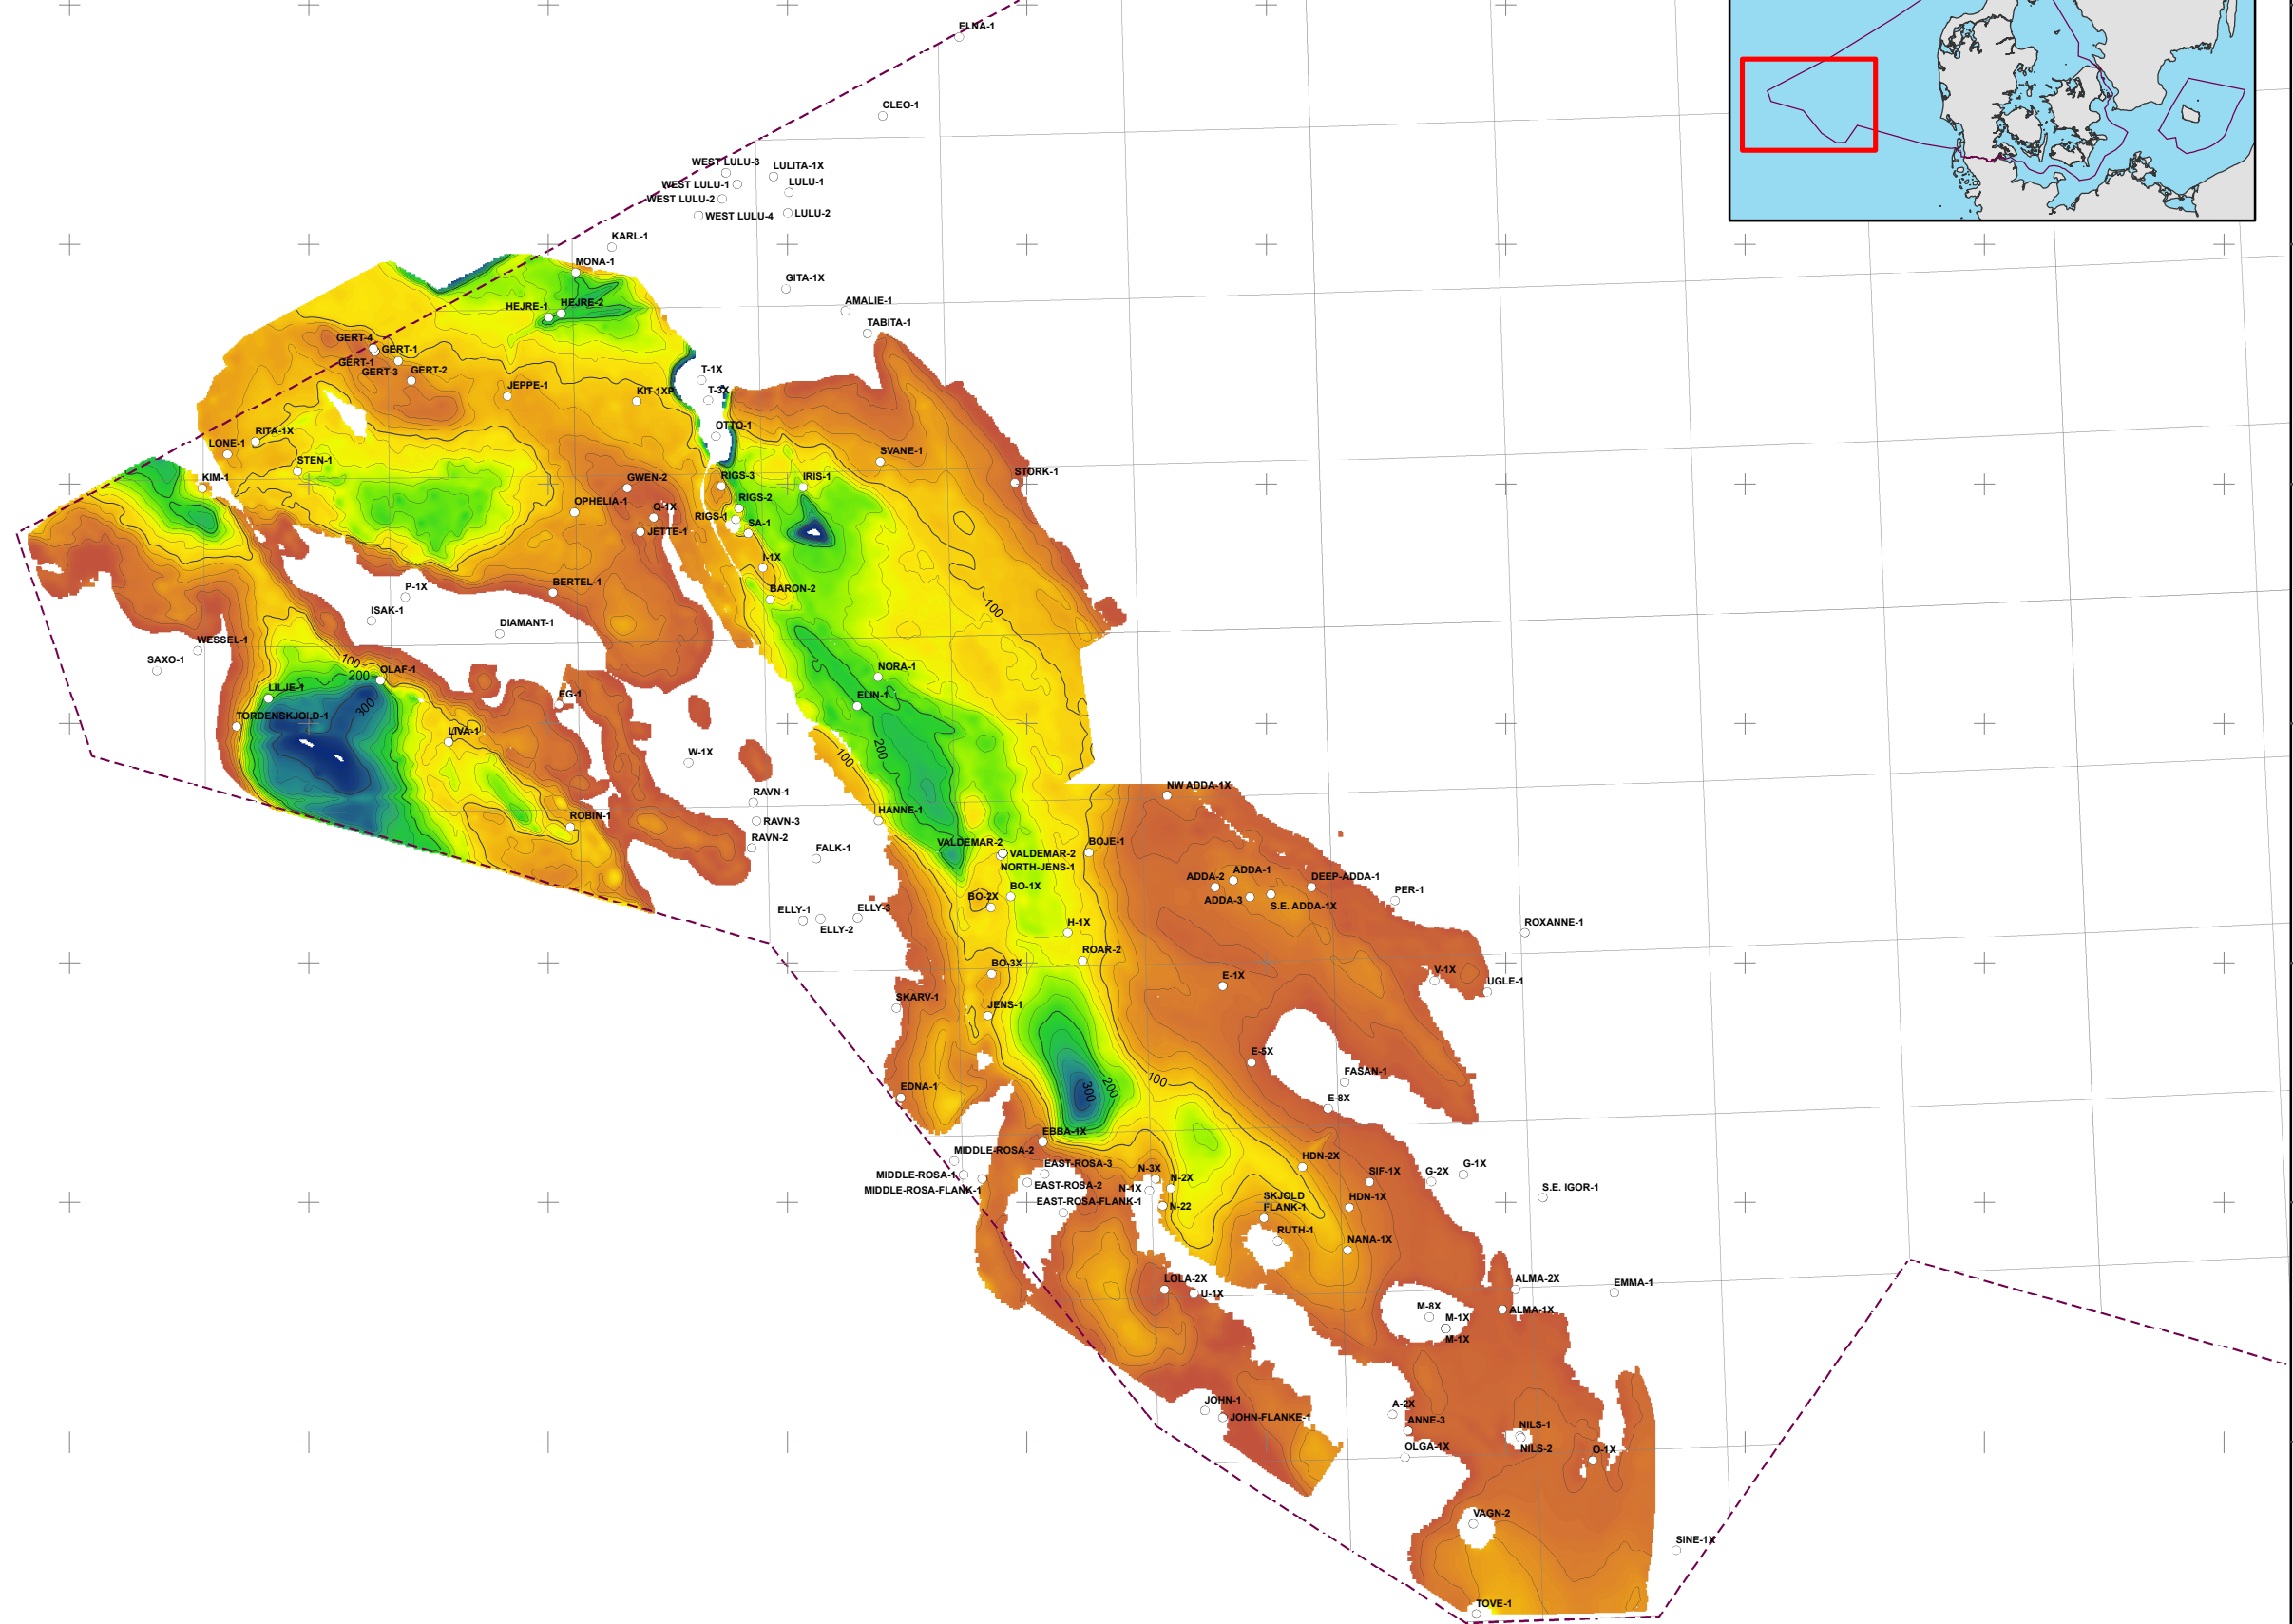 ELNA-1
CLEO-1
WEST LULU-3
LULITA-1X
WEST LULU-1
LULU-1
WEST LULU-2
WEST LULU-4
LULU-2
KARL-1
MONA-1
GITA-1X
HEJRE-1
HEJRE-2
AMALIE-1
TABITA-1
GERT-4
GERT-1
GERT-1
GERT-3
GERT-2
T-1X
JEPPE-1
KIT-1XP
T-3X
RITA-1X
OTTO-1
LONE-1
SVANE-1
STEN-1
STORK-1
KIM-1
GWEN-2
RIGS-3
IRIS-1
OPHELIA-1
RIGS-2
Q-1X
RIGS-1
SA-1
JETTE-1
I-1X
BERTEL-1
BARON-2
P-1X
100
ISAK-1
DIAMANT-1
WESSEL-1
SAXO-1
100
OLAF-1
200
NORA-1
LILJE-1
EG-1
ELIN-1
300
TORDENSKJOLD-1
LIVA-1
200
W-1X
100
NW ADDA-1X
RAVN-1
HANNE-1
ROBIN-1
RAVN-3
RAVN-2
VALDEMAR-2
VALDEMAR-2
BOJE-1
FALK-1
NORTH-JENS-1
ADDA-1
ADDA-2
DEEP-ADDA-1
BO-1X
PER-1
BO-2X
ADDA-3
S.E. ADDA-1X
ELLY-1
ELLY-3
ELLY-2
H-1X
ROXANNE-1
ROAR-2
BO-3X
E-1X
V-1X
UGLE-1
SKARV-1
JENS-1
E-5X
FASAN-1
100
200
300
EDNA-1
E-8X
EBBA-1X
MIDDLE-ROSA-2
HDN-2X
EAST-ROSA-3
N-3X
MIDDLE-ROSA-1
N-2X
SIF-1X
G-2X
G-1X
EAST-ROSA-2
N-1X
MIDDLE-ROSA-FLANK-1
S.E. IGOR-1
EAST-ROSA-FLANK-1
N-22
SKJOLD
FLANK-1
HDN-1X
RUTH-1
NANA-1X
LOLA-2X
ALMA-2X
EMMA-1
U-1X
M-8X
ALMA-1X
M-1X
M-1X
JOHN-1
A-2X
JOHN-FLANKE-1
ANNE-3
NILS-1
OLGA-1X
NILS-2
O-1X
VAGN-2
SINE-1X
TOVE-1